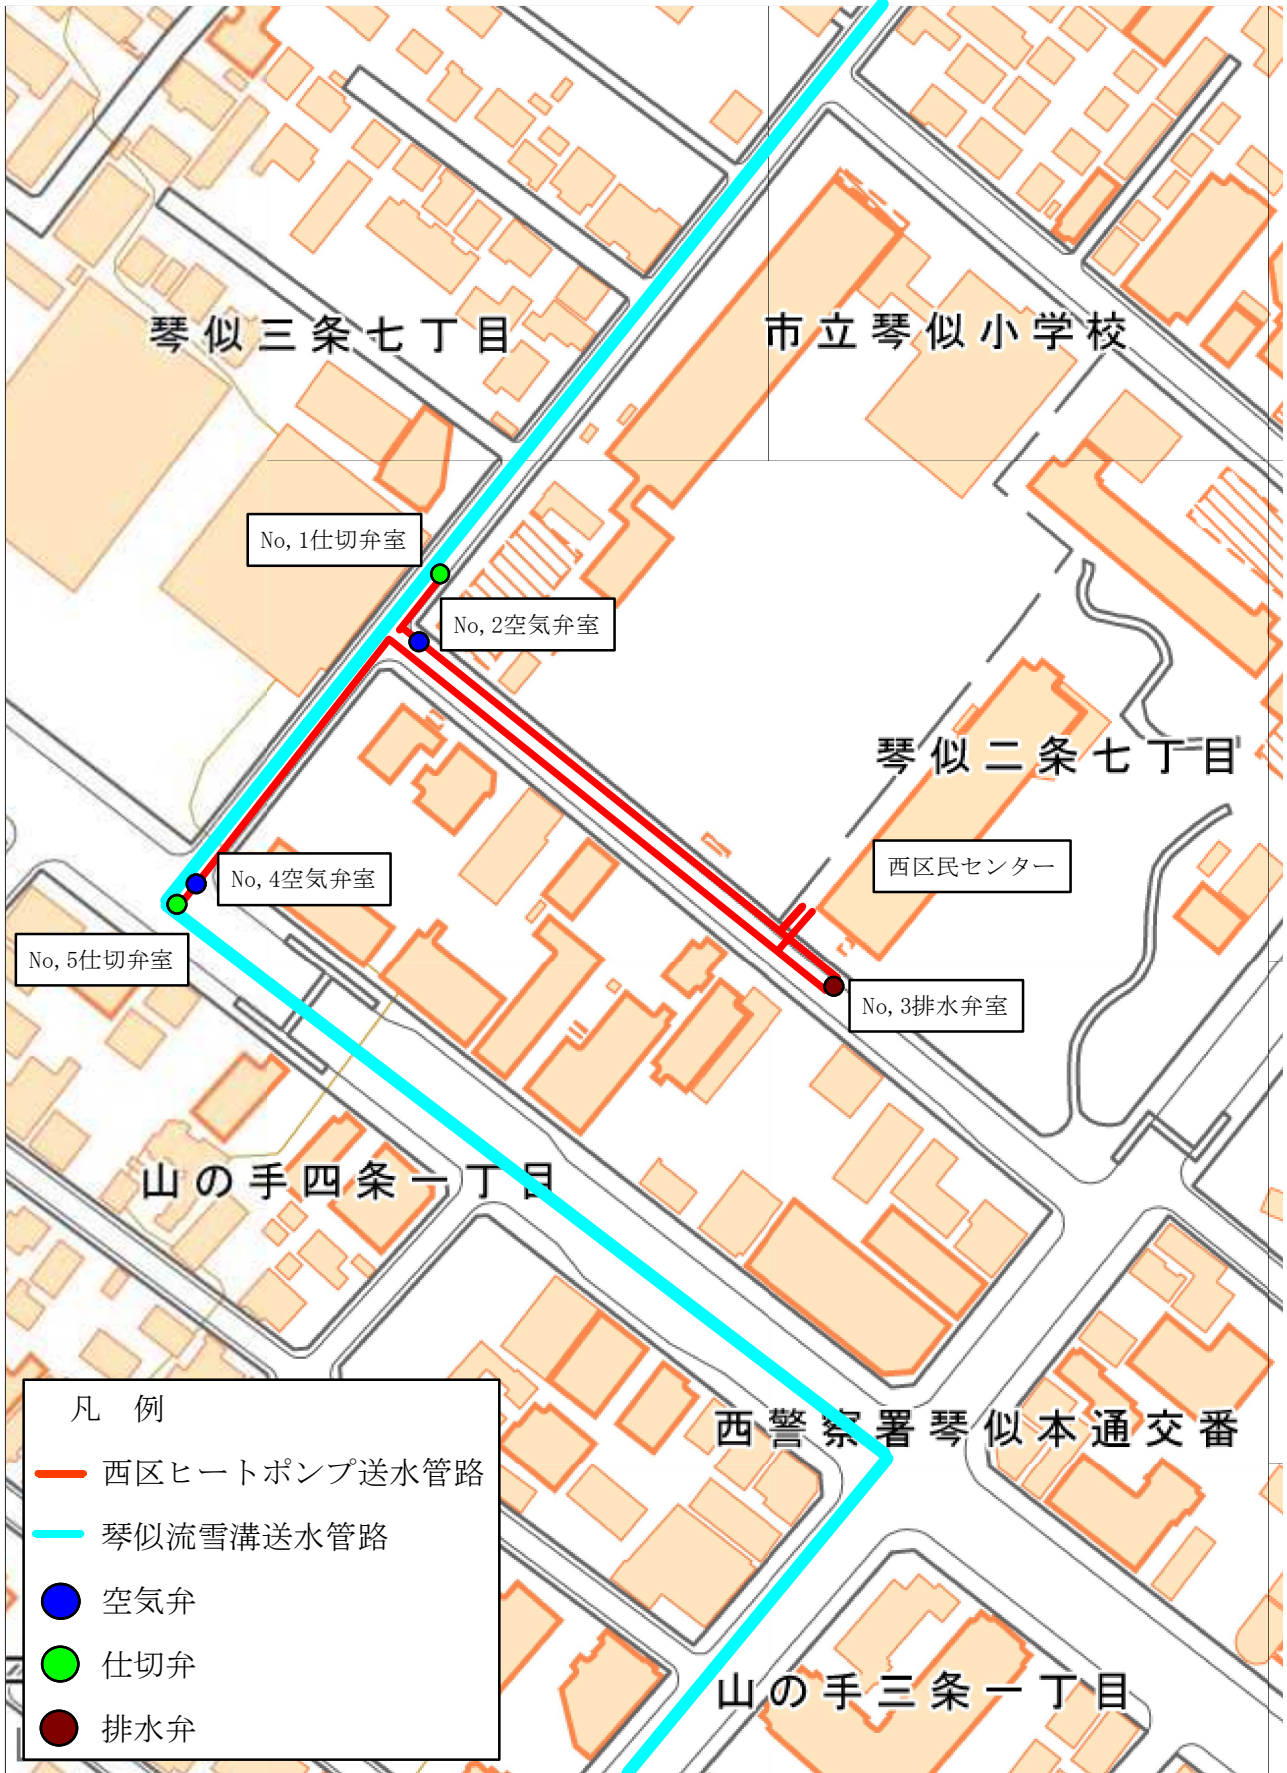 琴似三条七丁目
市立琴似小学校
No,1仕切弁室
No,2空気弁室
琴似二条七丁目
西区民センター
No,4空気弁室
No,5仕切弁室
No,3排水弁室
山の手四条一丁目
西警察署琴似本通交番
凡　例
西区ヒートポンプ送水管路
琴似流雪溝送水管路
空気弁
仕切弁
排水弁
山の手三条一丁目